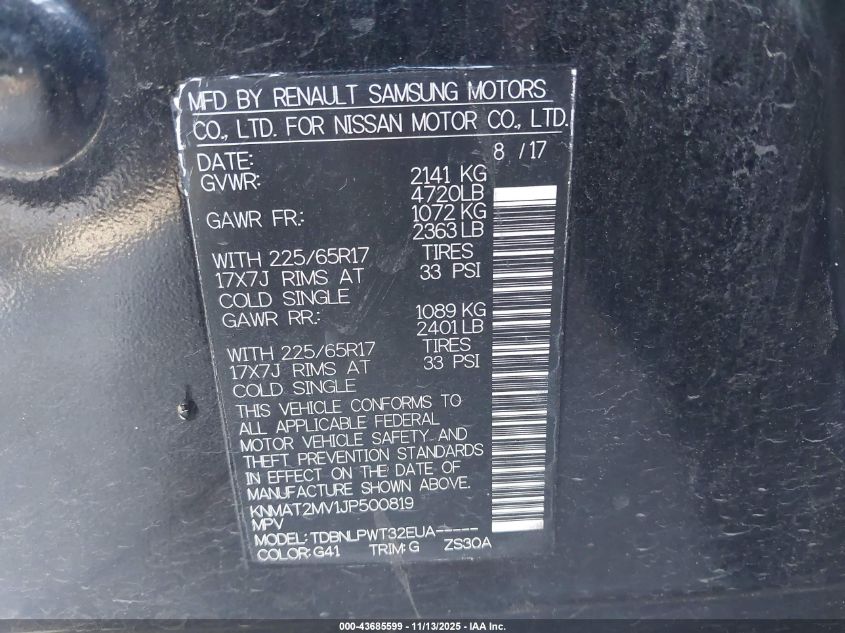 MFD BY RENAULT SAMSUNG MOTORS
CO., LTD. FOR NISSAN MOTOR CO., LTD.
DATE: 8 /17
GVWR: 2141 KG
4720LB
GAWR FR.: 1072 KG
2363 LB
WITH 225/65R17 TIRES
17X7J RIMS AT 33 PSI
COLD SINGLE
GAWR RR.: 1089 KG
2401 LB
WITH 225/65R17 TIRES
17X7J RIMS AT 33 PSI
COLD SINGLE
THIS VEHICLE CONFORMS TO
ALL APPLICABLE FEDERAL
MOTOR VEHICLE SAFETY AND
THEFT PREVENTION STANDARDS
IN EFFECT ON THE DATE OF
MANUFACTURE SHOWN ABOVE.
KNMAT2MV1JP500819
MPV
MODEL: TDBNLPWT32EUA-----
COLOR: G41 TRIM: G ZS30A
000-43685599 - 11/13/2025 - IAA Inc.